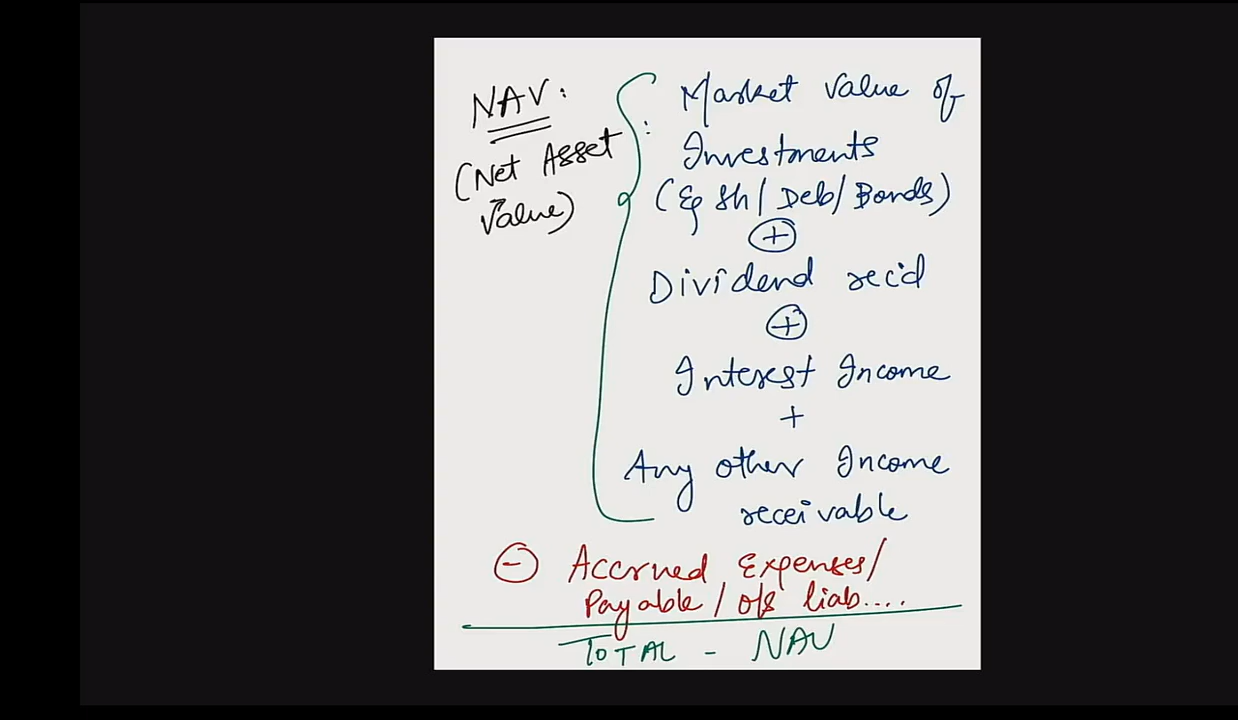 NAV:
(Net Asset
Value)
: Market Value of
Investments
(Eq Sh/ Deb/ Bonds)
+
Dividend rec'd
+
Interest Income
+
Any other Income
receivable
- Accrued Expenses/
Payable / o/s liab....
TOTAL - NAV